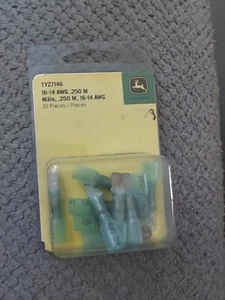 TY27146
16-14 AWG .250 M
Mâle, .250 M, 16-14 AWG
10 Pieces / Pièces